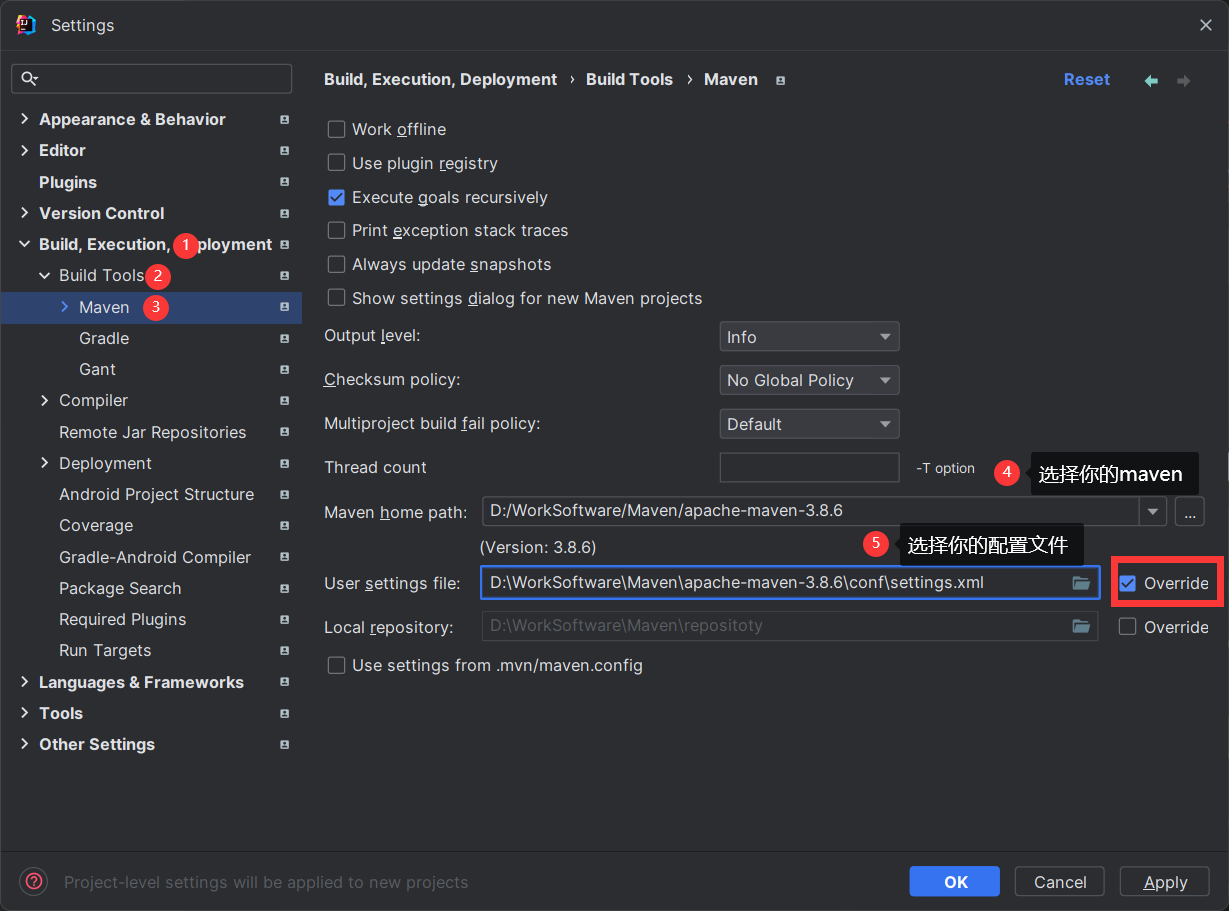 Settings
Build, Execution, Deployment › Build Tools › Maven
Reset
Appearance & Behavior
Editor
Plugins
Version Control
Build, Execution, 1 ployment
Build Tools 2
Maven 3
Gradle
Gant
Compiler
Remote Jar Repositories
Deployment
Android Project Structure
Coverage
Gradle-Android Compiler
Package Search
Required Plugins
Run Targets
Languages & Frameworks
Tools
Other Settings
Work offline
Use plugin registry
Execute goals recursively
Print exception stack traces
Always update snapshots
Show settings dialog for new Maven projects
Output level: Info
Checksum policy: No Global Policy
Multiproject build fail policy: Default
Thread count -T option
4 选择你的maven
Maven home path: D:/WorkSoftware/Maven/apache-maven-3.8.6 ...
(Version: 3.8.6)
5 选择你的配置文件
User settings file: D:\WorkSoftware\Maven\apache-maven-3.8.6\conf\settings.xml Override
Local repository: D:\WorkSoftware\Maven\repositoty Override
Use settings from .mvn/maven.config
? Project-level settings will be applied to new projects
OK Cancel Apply